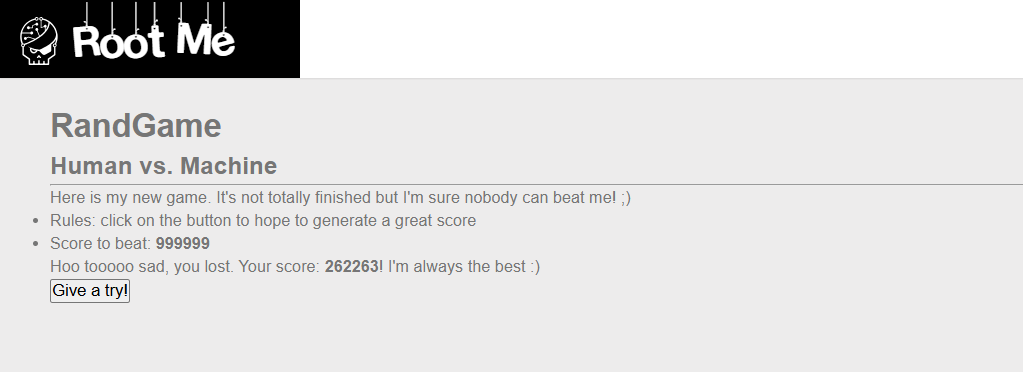 Root Me
RandGame
Human vs. Machine
Here is my new game. It's not totally finished but I'm sure nobody can beat me! ;)
Rules: click on the button to hope to generate a great score
Score to beat: 999999
Hoo tooooo sad, you lost. Your score: 262263! I'm always the best :)
Give a try!